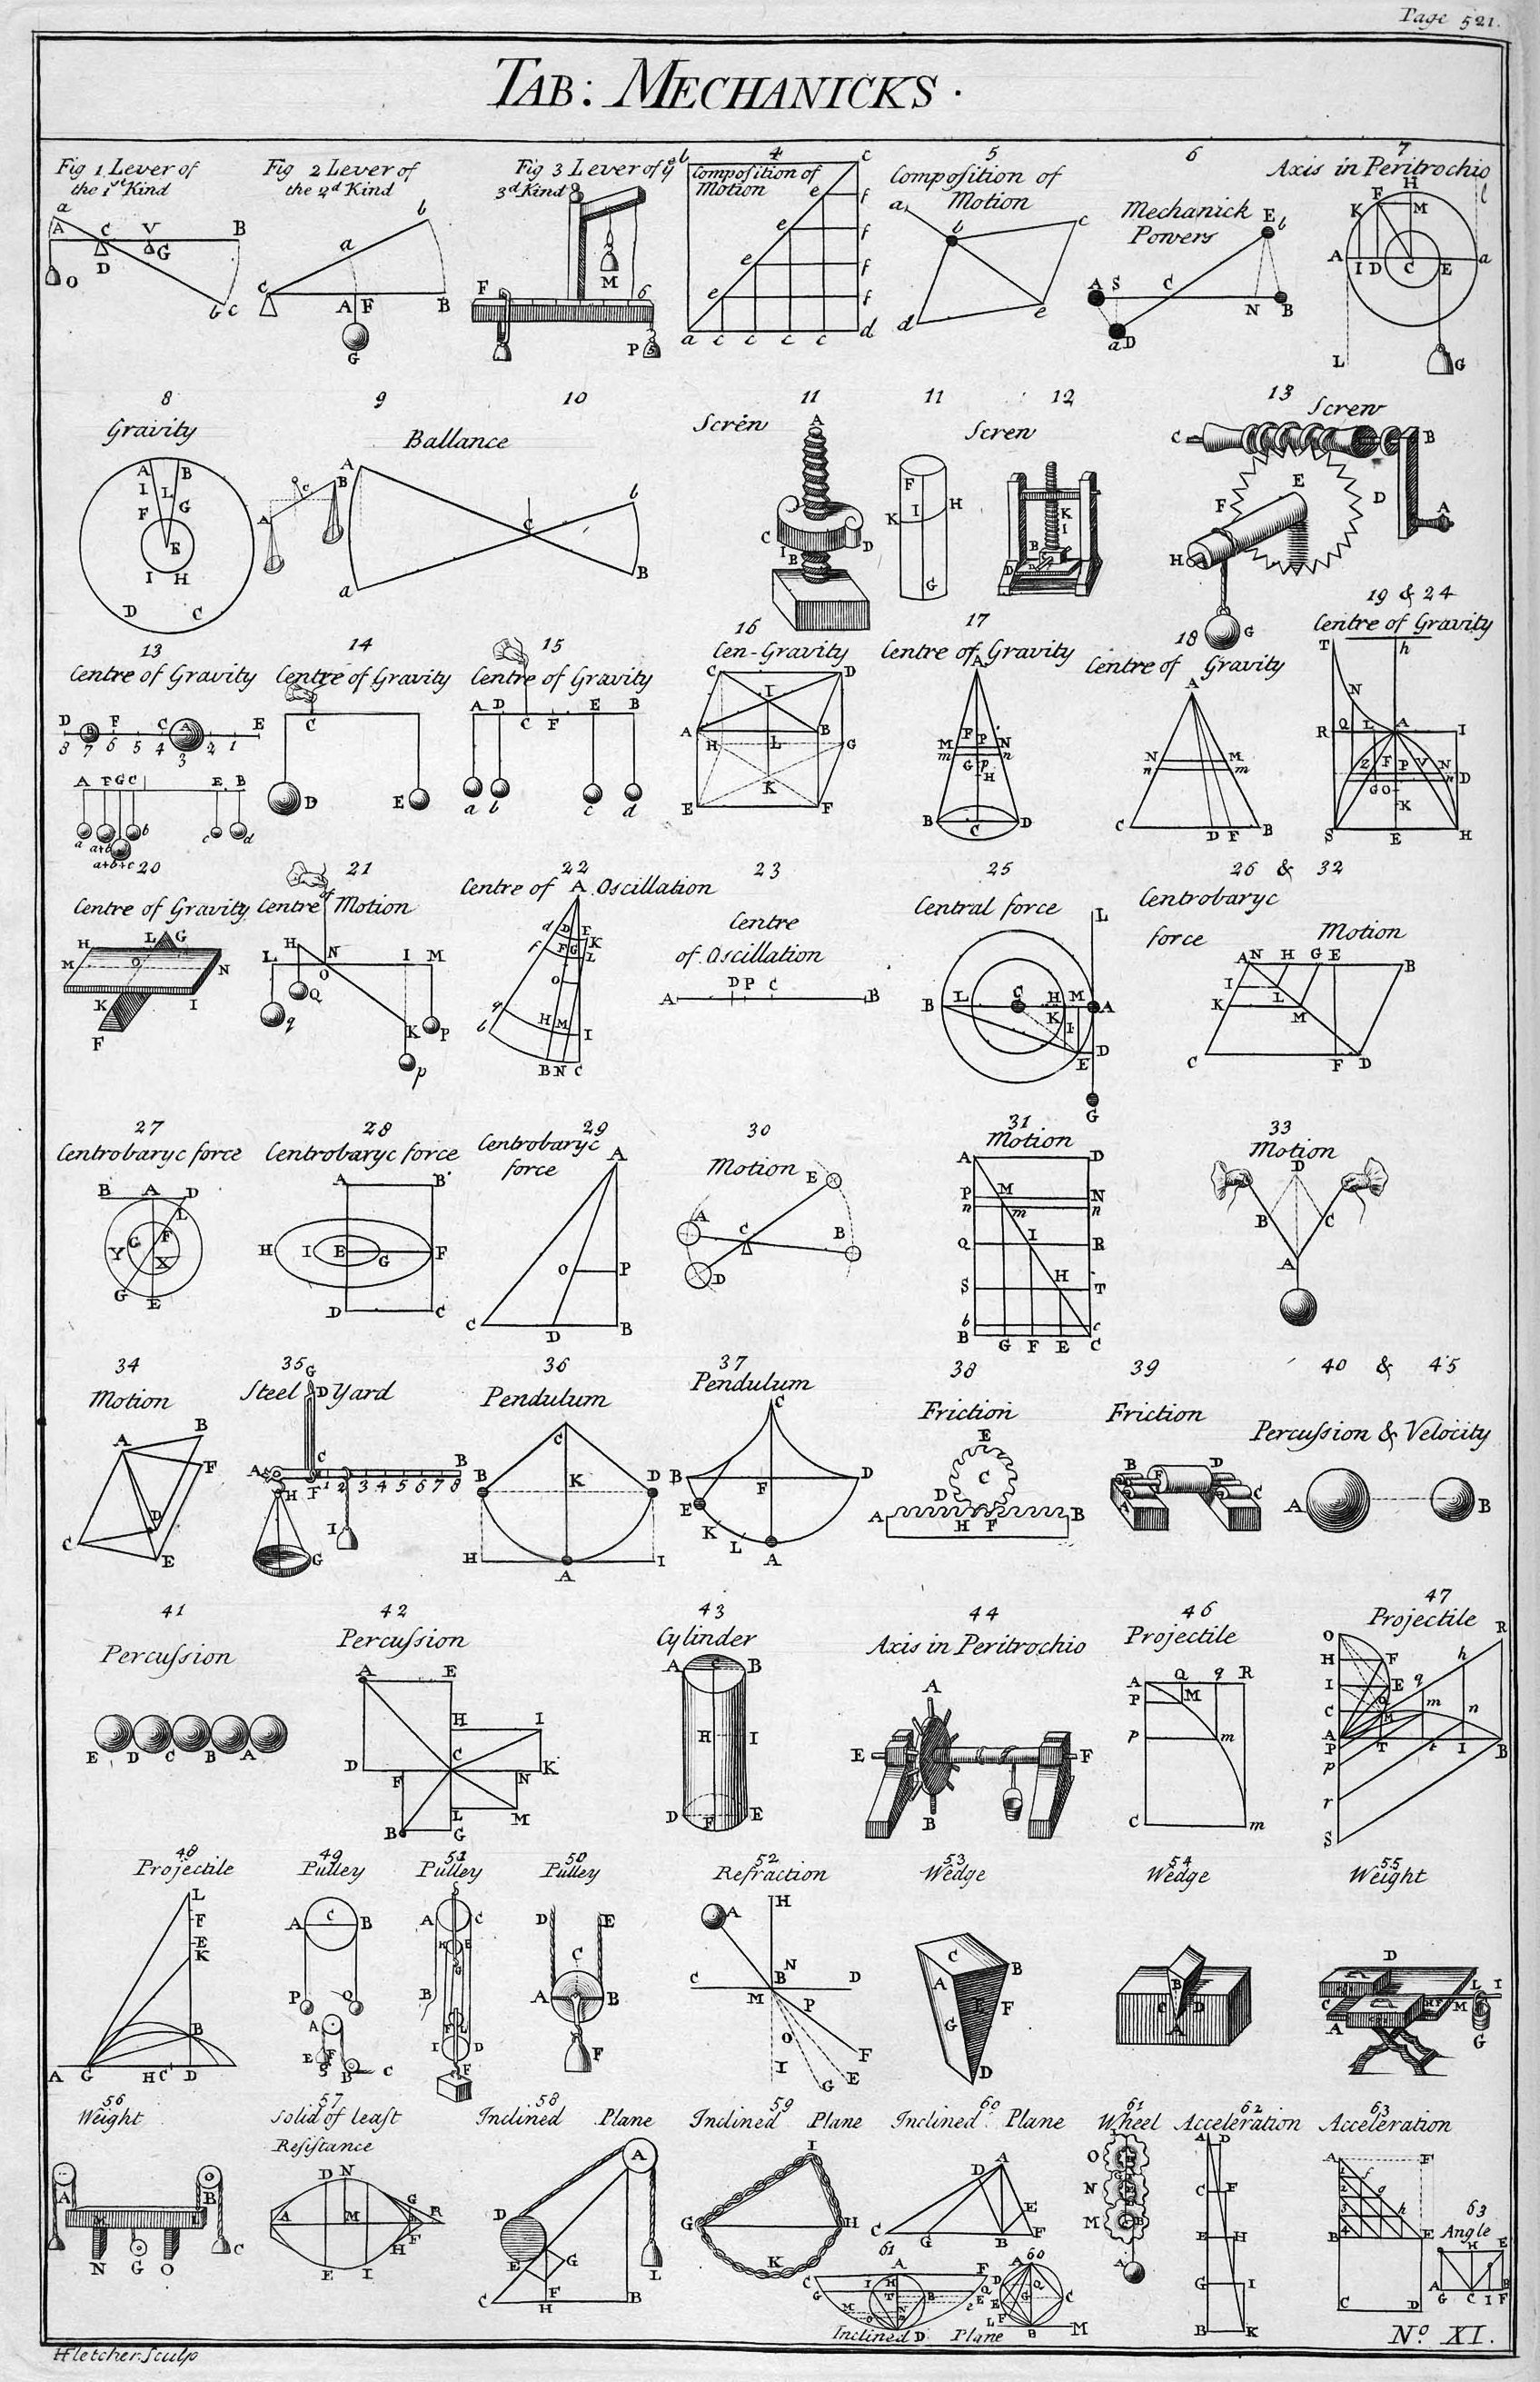 Page 521.
TAB: MECHANICKS.
Fig 1 Lever of
the 1st Kind
a A C V B G D O b C
Fig 2 Lever of
the 2d Kind
b a C A F B G
Fig 3 Lever of ye
3d Kind
F M 6 P 5
4
Composition of
Motion
b c e f e f e f e f a c c c c d
5
Composition of
Motion
a b c d e
6
Mechanick
Powers
E b A S C N B a D
7
Axis in Peritrochio
H F l K M A I D C E a L G
8
Gravity
A B I L F G E I H D C
9
10
Ballance
A C B A b C a B
11
Screw
A C D I B
11
12
Screw
F H I K G K I B D
13
Screw
C B E D F A H G
13
Centre of Gravity
D B F C A E
8 7 6 5 4 3 2 1
14
Centre of Gravity
C D E
15
Centre of Gravity
A D C F E B
a b c d
16
Cen-Gravity
C D I A B H L G K E F
17
Centre of Gravity
A F P N M m n G p H B C D
18
Centre of Gravity
A N M n m C D F B
19 & 24
Centre of Gravity
T h N R Q L A I Z F P V N D G O K S E H
A F G C E B
a a+b b c d
a+b+c
20
Centre of Gravity
L G H M O N K I F
21
Centre of Motion
H N L O I M Q q K p p
22
Centre of Oscillation
A d D E f F G K L O q H M I b B N C
23
Centre
of Oscillation
A D P C B
25
Central force
L B L C H M A K I D E G
26 & 32
Centrobaryc
force
Motion
A N H G E B I K L M C F D
27
Centrobaryc force
B A D L G F Y X G E
28
Centrobaryc force
A B H I E G F D C
29
Centrobaryc
force
A O P C D B
30
Motion
E A C B D
31
Motion
A D P M N n m n Q I R S H T b c B G F E C
33
Motion
D B C A
34
Motion
B A F D C E
35
Steel Yard
G D C A B H F
1 2 3 4 5 6 7 8
I G
36
Pendulum
C B K D H A I
37
Pendulum
C B F D E K L A
38
Friction
E C D A B H F
39
Friction
B D F A C
40 & 45
Percussion & Velocity
A B
41
Percussion
E D C B A
42
Percussion
A E H I D C F N K L M B G
43
Cylinder
A C B H I D F E
44
Axis in Peritrochio
A E F B
46
Projectile
A Q q R P M p m C m
47
Projectile
O R H F h I E q C m n A P T t I B p r S
48
Projectile
L F E K B A G H C D
49
Pulley
A C B P Q A E F S B C
51
Pulley
A C H E G B F L I D F
50
Pulley
D E C A B F
52
Refraction
H A N C B D M P O F E I G
53
Wedge
C B A E F G D
54
Wedge
B C D A
55
Weight
D L I C M A G
56
Weight
A B N G O C
57
Solid of least
Resistance
D N G A M R B F H E I
58
Inclined Plane
A D E G F C H B L
59
Inclined Plane
I G H K
60
Inclined Plane
A D E C G B F
61
Wheel
O N M A
62
Acceleration
A D C F E H G I B K
63
Acceleration
A F f g h B E C D
63
Angle
H E A B G C I F
61
60
Inclined Plane
No. XI.
H Fletcher Sculp